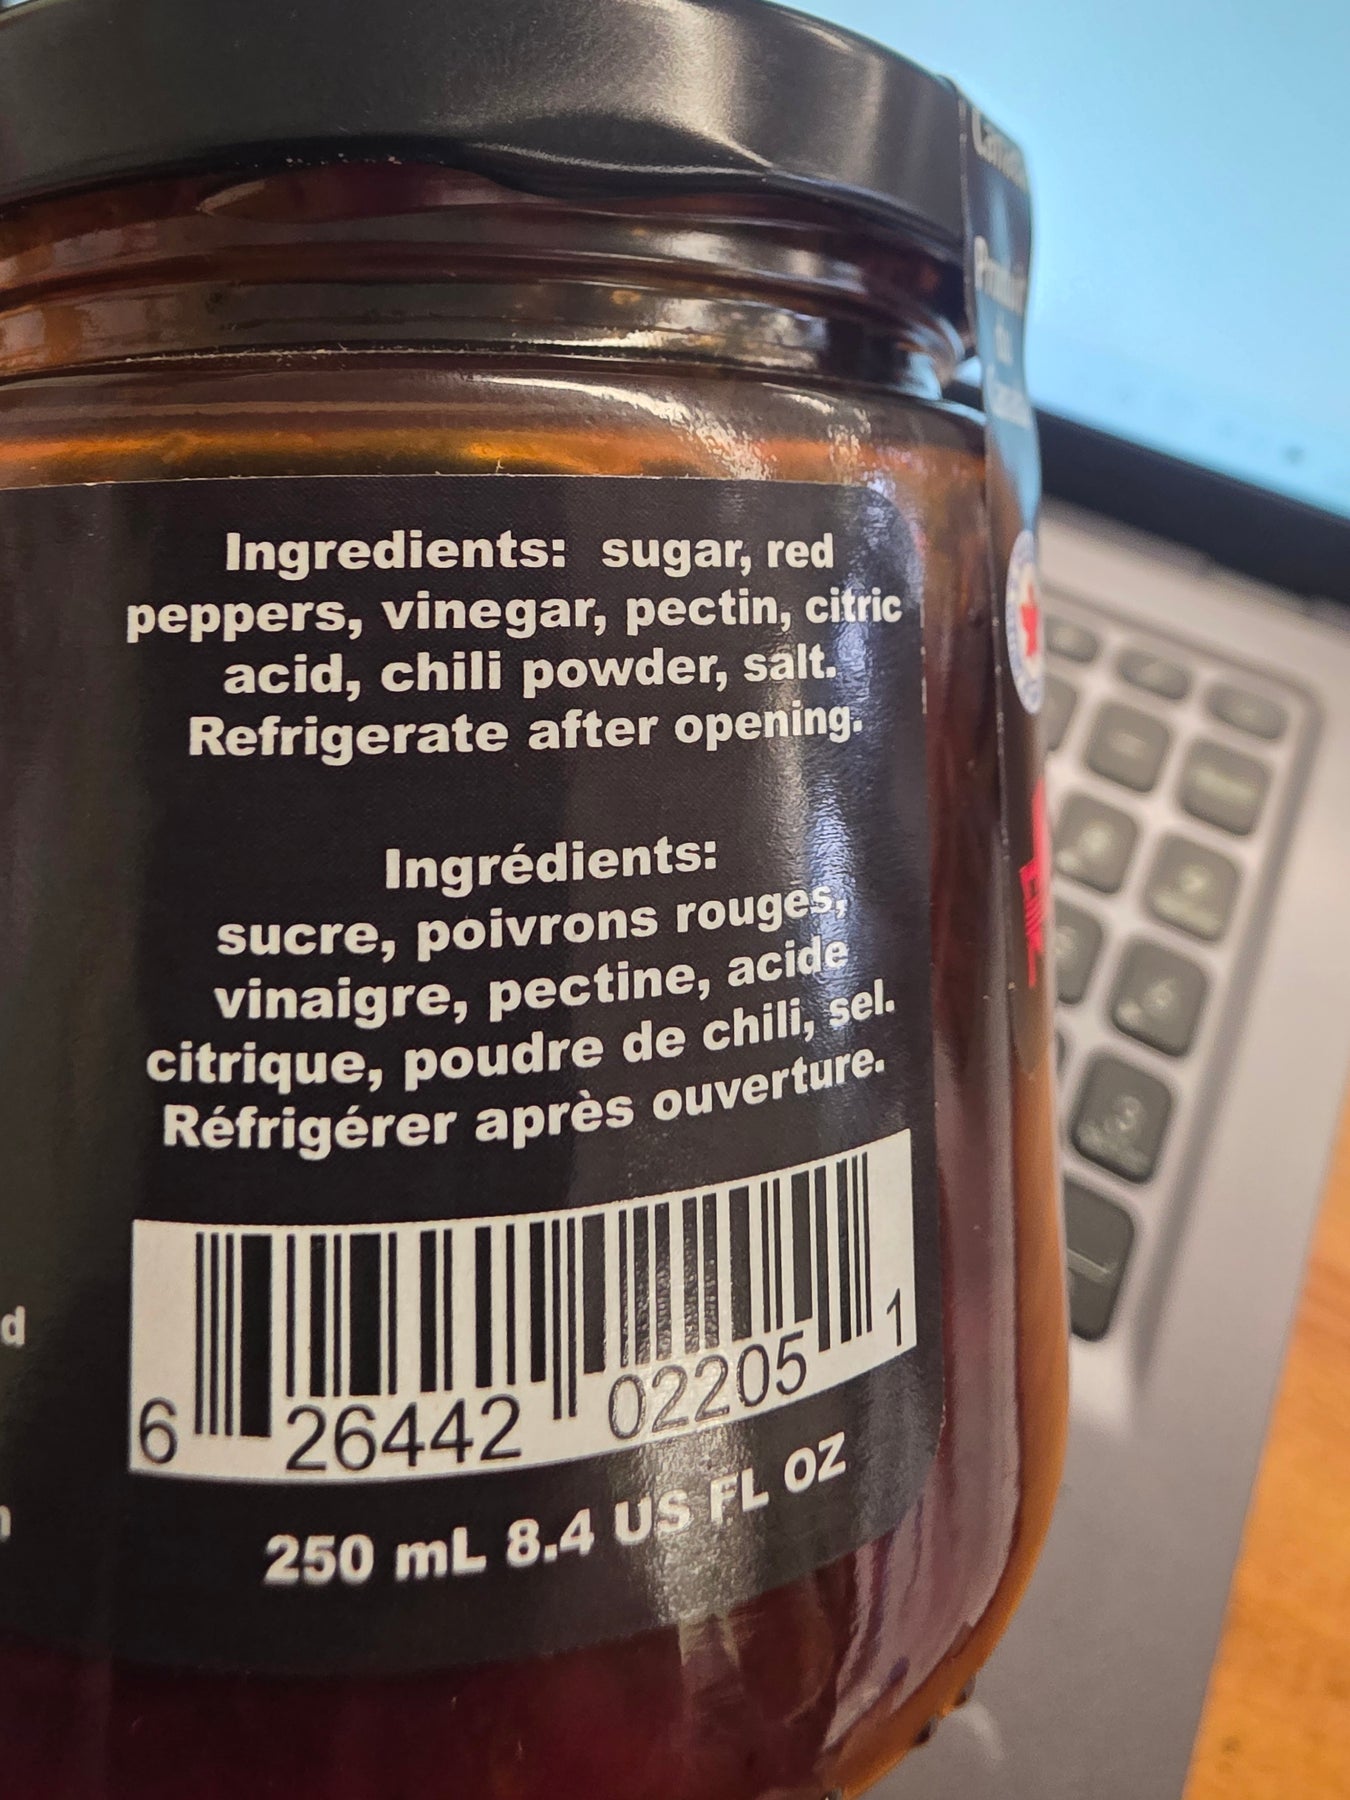 Ingredients: sugar, red
peppers, vinegar, pectin, citric
acid, chili powder, salt.
Refrigerate after opening.
Ingrédients:
sucre, poivrons rouges,
vinaigre, pectine, acide
citrique, poudre de chili, sel.
Réfrigérer après ouverture.
6 26442 02205 1
250 mL 8.4 US FL OZ